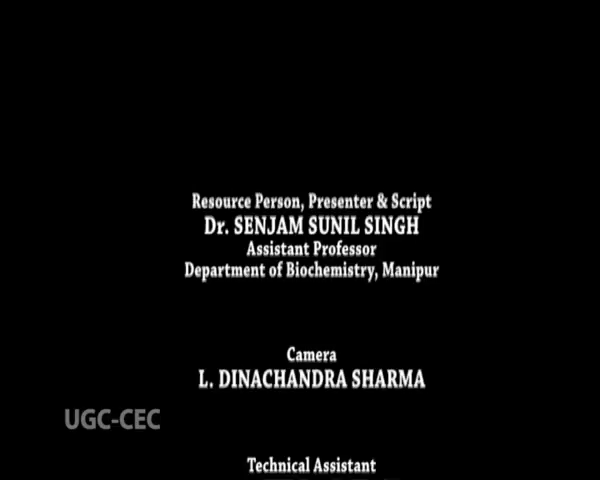 Resource Person, Presenter & Script
Dr. SENJAM SUNIL SINGH
Assistant Professor
Department of Biochemistry, Manipur
Camera
L. DINACHANDRA SHARMA
UGC-CEC
Technical Assistant